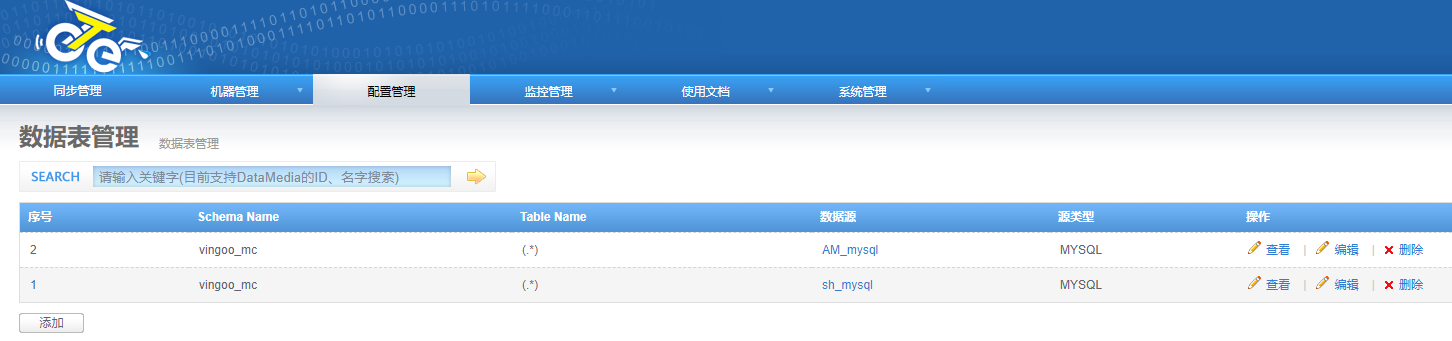 eTe
同步管理 机器管理 配置管理 监控管理 使用文档 系统管理
数据表管理 数据表管理
SEARCH 请输入关键字(目前支持DataMedia的ID、名字搜索)
序号 Schema Name Table Name 数据源 源类型 操作
2 vingoo_mc (.*) AM_mysql MYSQL 查看 | 编辑 | 删除
1 vingoo_mc (.*) sh_mysql MYSQL 查看 | 编辑 | 删除
添加